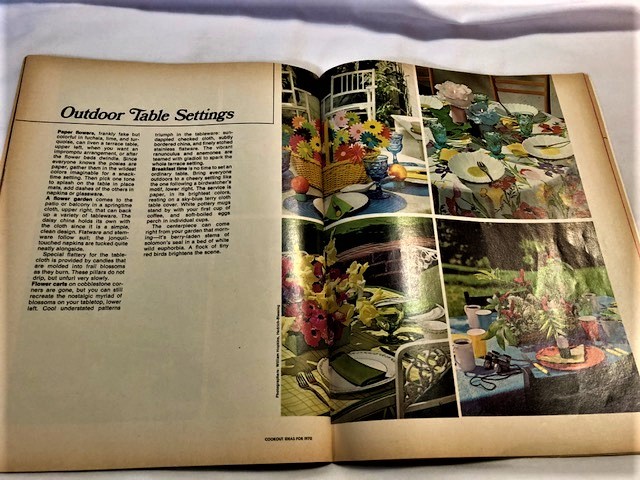 Outdoor Table Settings
Paper flowers, frankly fake but
colorful in fuchsia, lime, and tur-
quoise, can liven a terrace table,
upper left, when you want an
impromptu arrangement, or after
the flower beds dwindle. Since
everyone knows the posies are
paper, gather them in the wildest
colors imaginable for a snack-
time setting. Then pick one tone
to splash on the table in place
mats, add dashes of the others in
napkins or glassware.
A flower garden comes to the
patio or balcony in a springtime
cloth, upper right, that can back
up a variety of tableware. The
daisy china holds its own with
the cloth since it is a simple,
clean design. Flatware and stem-
ware follow suit; the jonquil-
touched napkins are tucked quite
neatly alongside.
Special flattery for the table-
cloth is provided by candles that
are molded into frail blossoms
as they burn. These pillars do not
drip, but unfurl very slowly.
Flower carts on cobblestone cor-
ners are gone, but you can still
recreate the nostalgic myriad of
blossoms on your tabletop, lower
left. Cool understated patterns
triumph in the tableware: sun-
dappled checked cloth, subtly
bordered china, and finely etched
stainless flatware. The vibrant
ranunculus and anemones are
teamed with gladoli to spark the
whole terrace setting.
Breakfast time is no time to set an
ordinary table. Bring everyone
outdoors to a cheery setting like
the one following a birdwatcher's
motif, lower right. The service is
paper, in its brightest colors,
resting on a sky-blue terry cloth
table cover. White pottery mugs
stand by with your first cup of
coffee, and soft-boiled eggs
perch in individual cups.
The centerpiece can come
right from your garden that morn-
ing—it's berry-laden stems of
solomon's seal in a bed of white
wild euphorbia. A flock of tiny
red birds brightens the scene.
Photographers: William Hopkins, Hedrich-Blessing
COOKOUT IDEAS FOR 1970